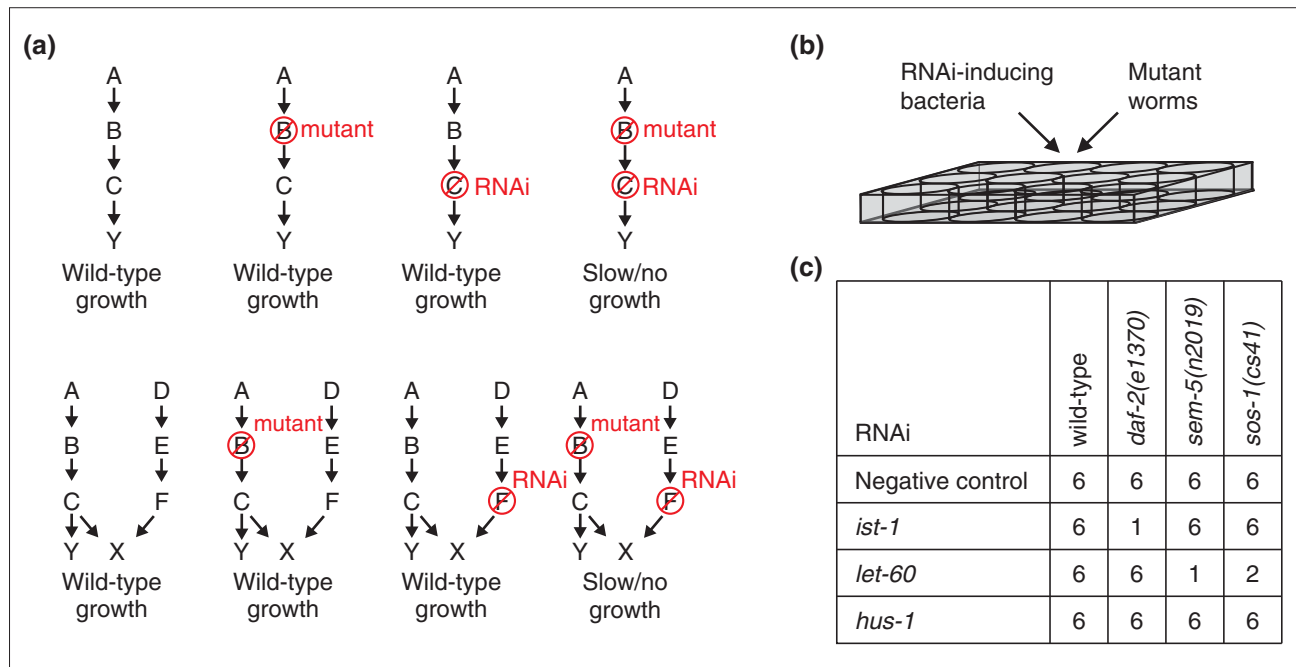 (a)
A
B
C
Y
Wild-type
growth
A
B mutant
C
Y
Wild-type
growth
A
B
C RNAi
Y
Wild-type
growth
A
B mutant
C RNAi
Y
Slow/no
growth
A D
B E
C F
Y X
Wild-type
growth
A D
mutant
B E
C F
Y X
Wild-type
growth
A D
B E
RNAi
C F
Y X
Wild-type
growth
A D
mutant
B E
RNAi
C F
Y X
Slow/no
growth
(b)
RNAi-inducing
bacteria
Mutant
worms
(c)
RNAi wild-type daf-2(e1370) sem-5(n2019) sos-1(cs41)
Negative control 6 6 6 6
ist-1 6 1 6 6
let-60 6 6 1 2
hus-1 6 6 6 6